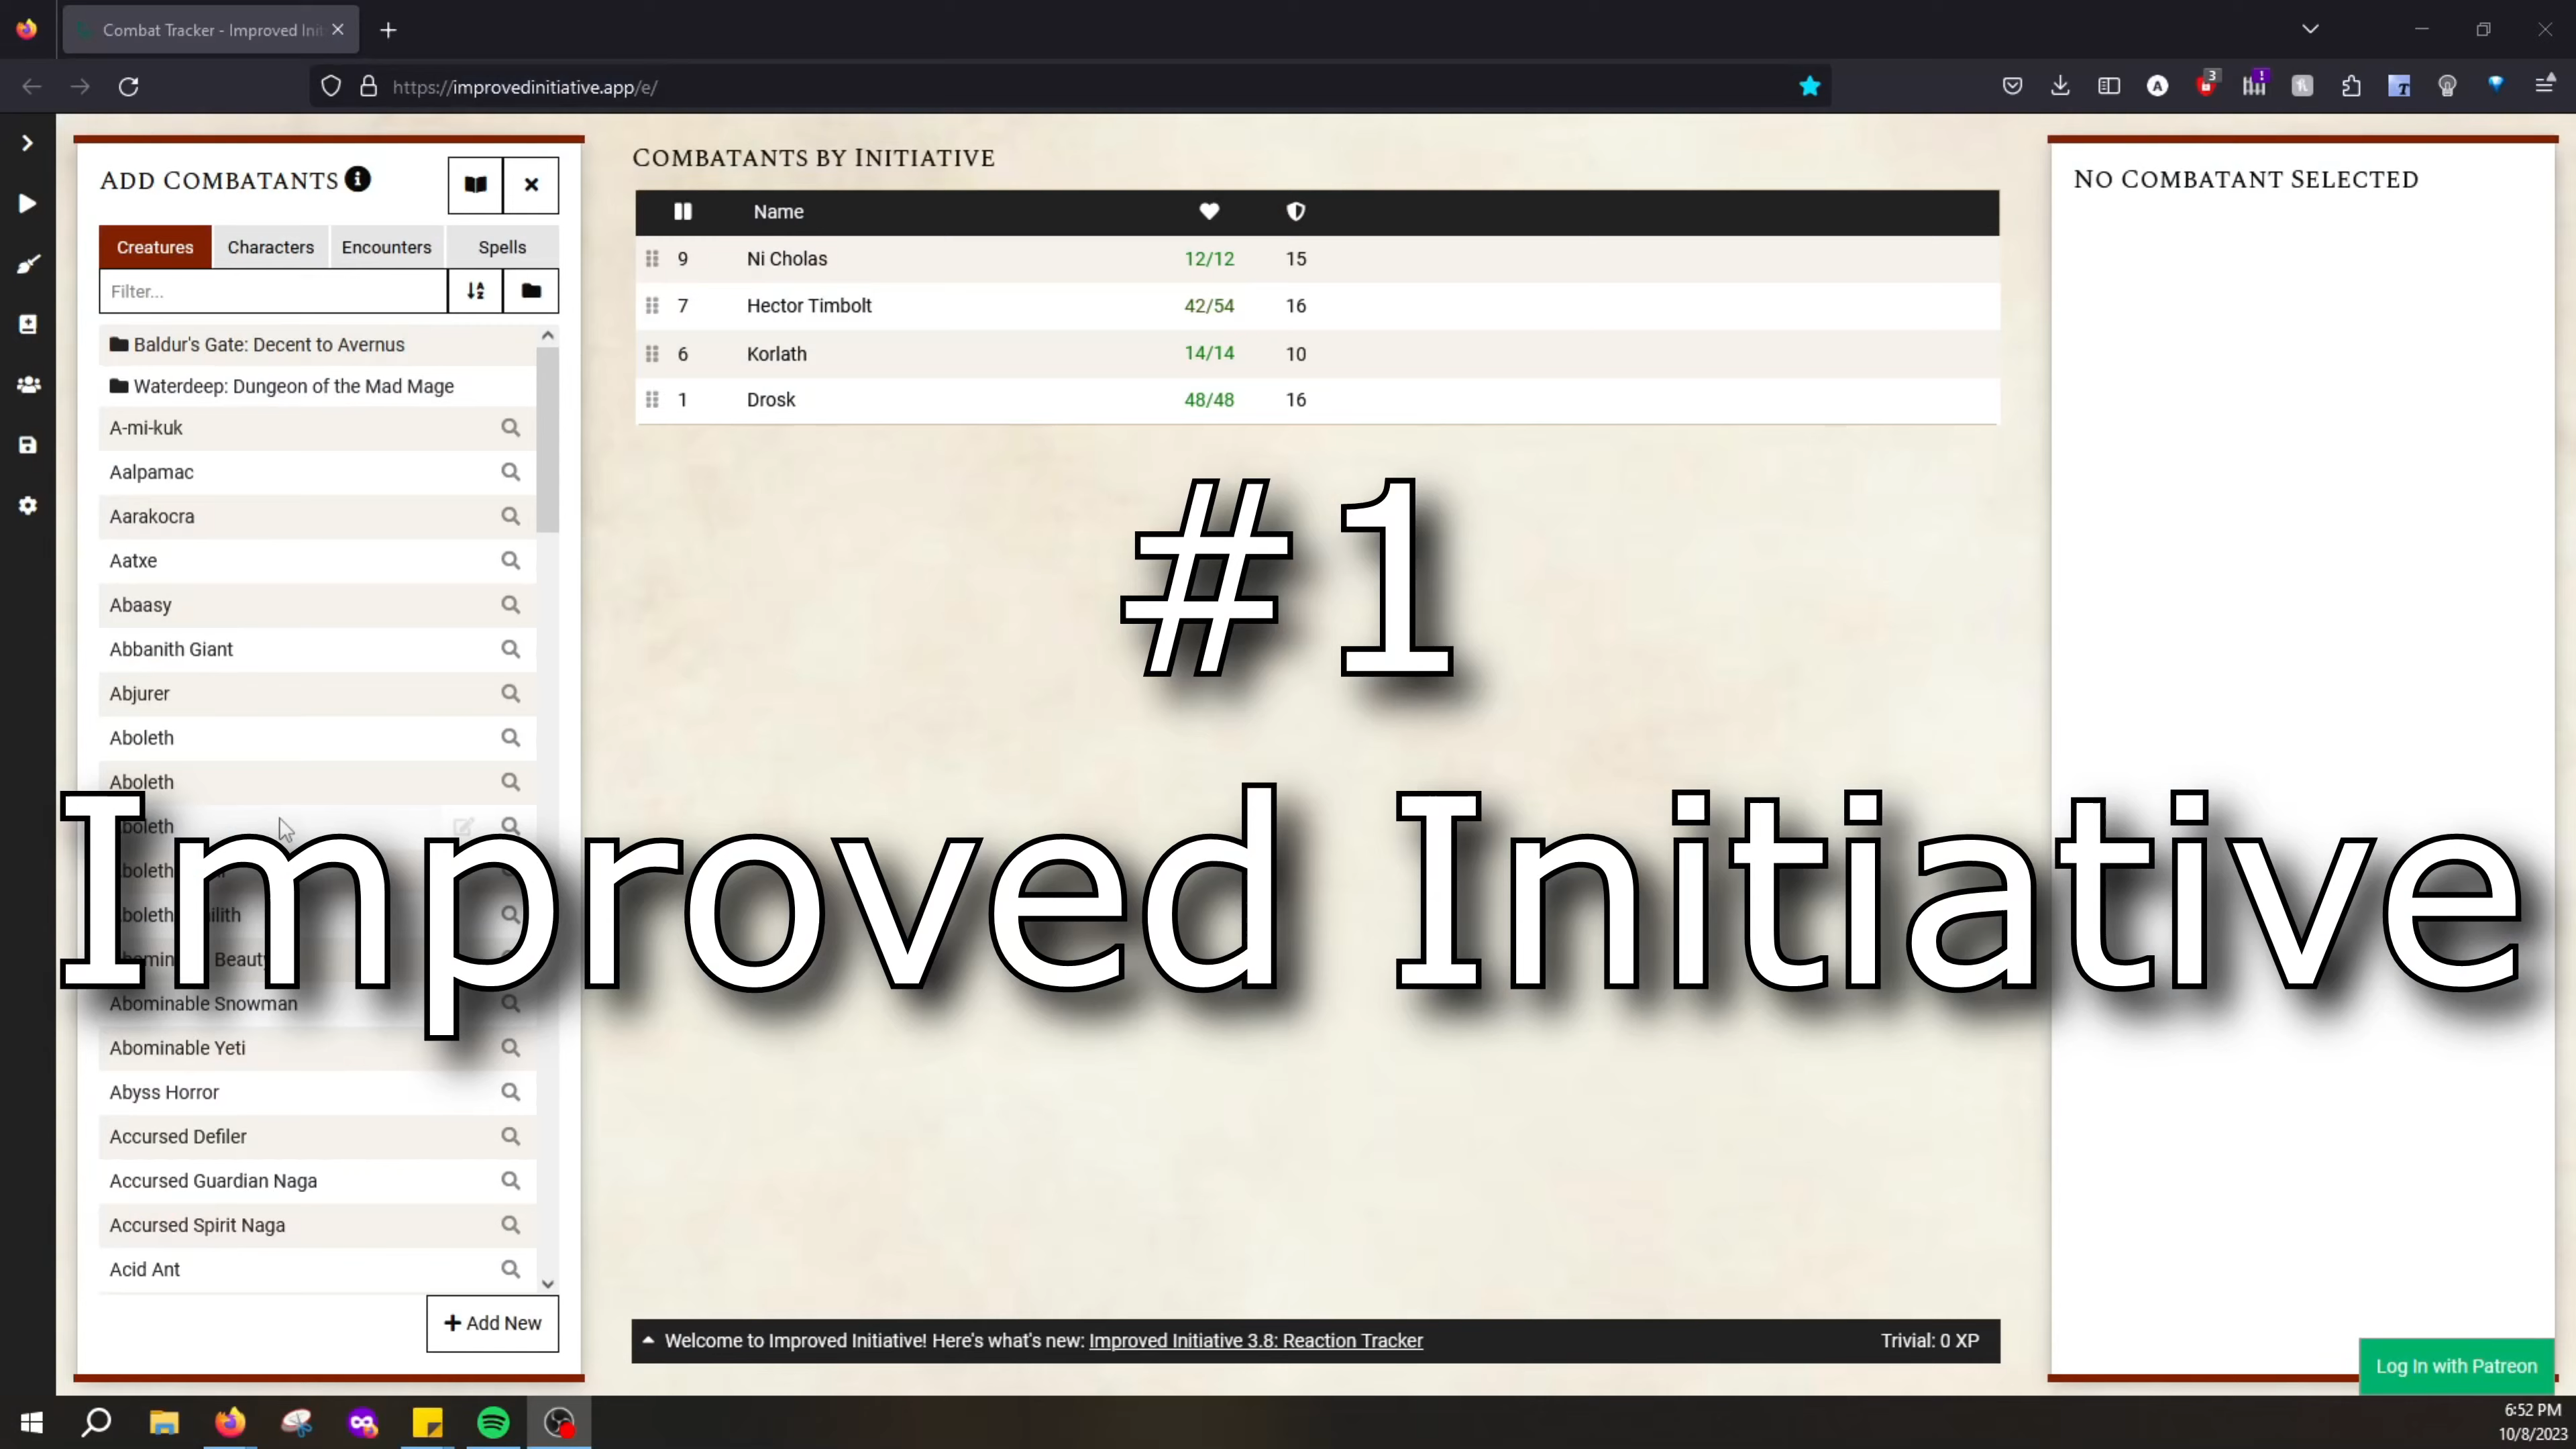 Combat Tracker - Improved Init
https://improvedinitiative.app/e/
3
ADD COMBATANTS
Creatures
Characters
Encounters
Spells
Filter...
Baldur's Gate: Decent to Avernus
Waterdeep: Dungeon of the Mad Mage
A-mi-kuk
Aalpamac
Aarakocra
Aatxe
Abaasy
Abbanith Giant
Abjurer
Aboleth
Aboleth
Abominable Snowman
Abominable Yeti
Abyss Horror
Accursed Defiler
Accursed Guardian Naga
Accursed Spirit Naga
Acid Ant
Add New
COMBATANTS BY INITIATIVE
Name
9 Ni Cholas 12/12 15
7 Hector Timbolt 42/54 16
6 Korlath 14/14 10
1 Drosk 48/48 16
#1
Improved Initiative
Welcome to Improved Initiative! Here's what's new: Improved Initiative 3.8: Reaction Tracker
Trivial: 0 XP
NO COMBATANT SELECTED
Log In with Patreon
6:52 PM
10/8/2023